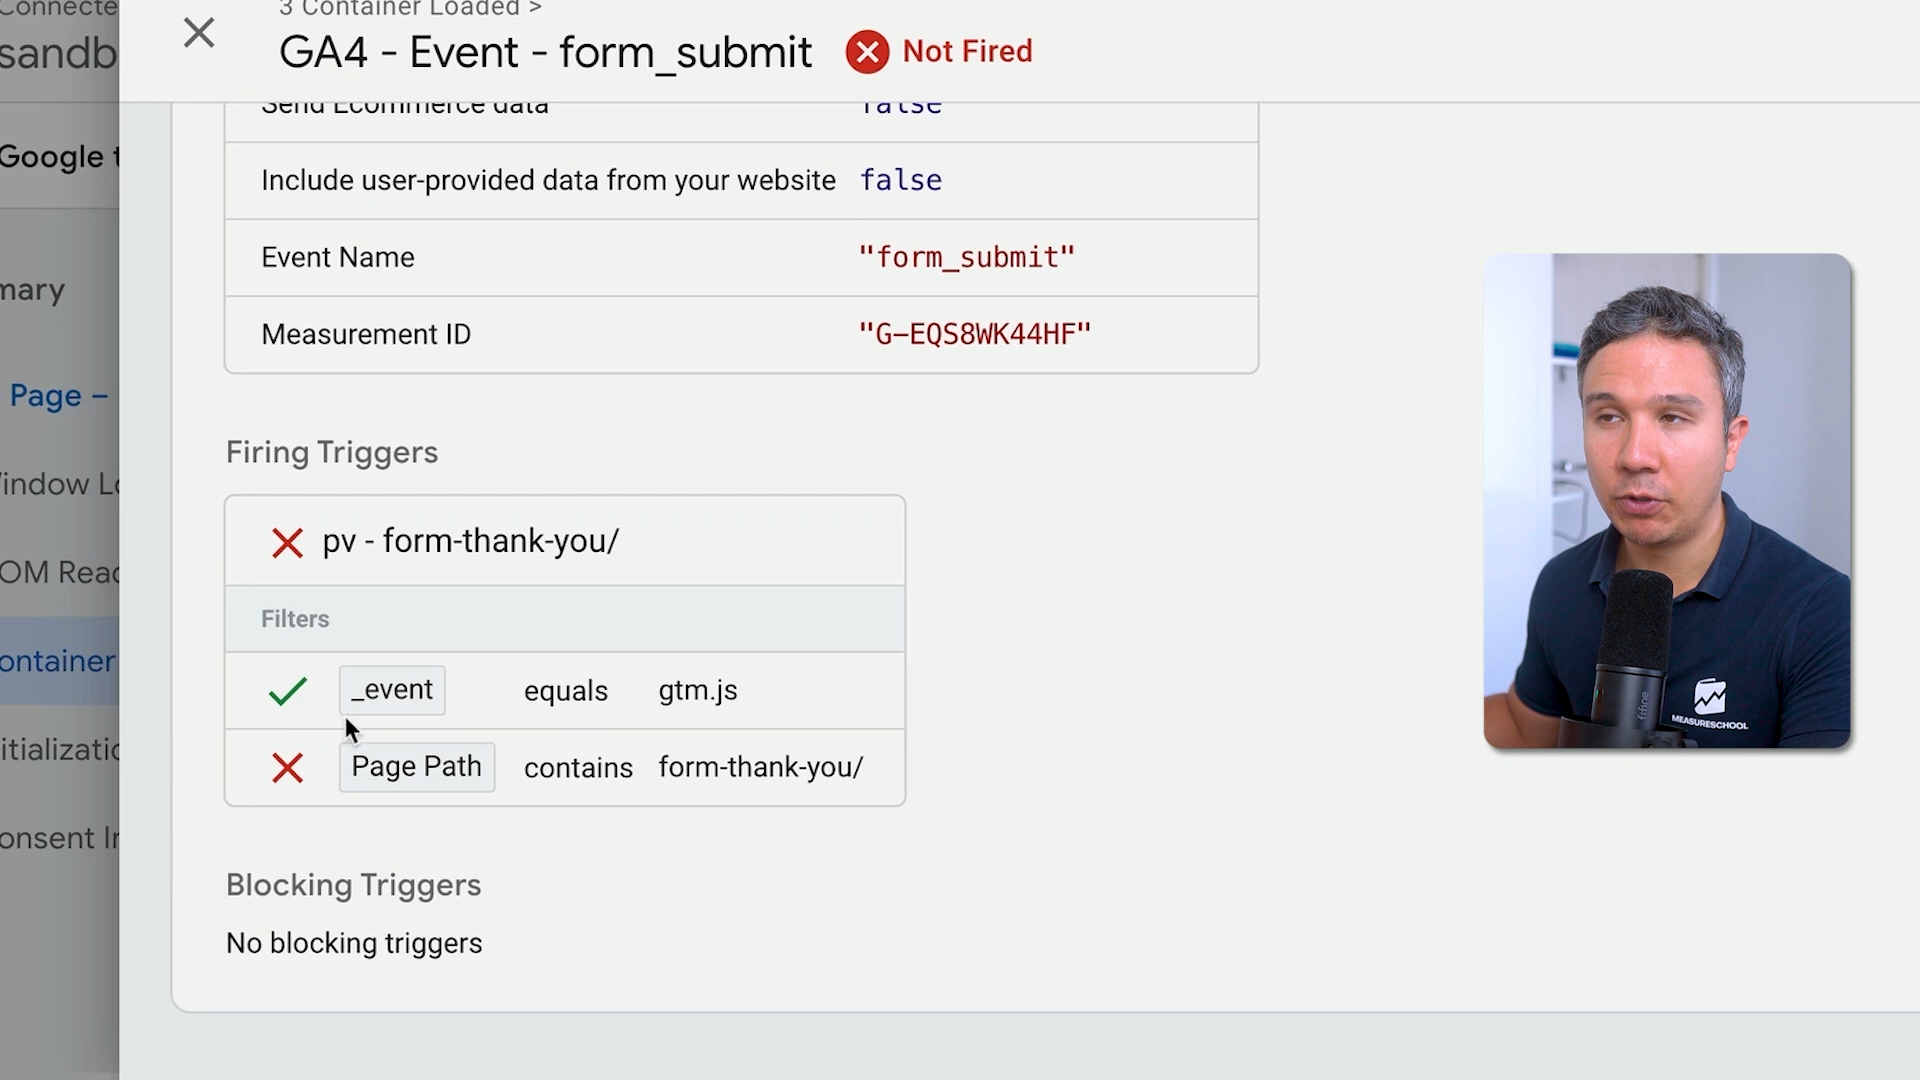 Connecte
3 Container Loaded >
sandb
GA4 - Event - form_submit
Not Fired
Send Ecommerce data false
Google t
Include user-provided data from your website false
Event Name "form_submit"
mary
Measurement ID "G-EQS8WK44HF"
Page –
Firing Triggers
Window Lo
pv - form-thank-you/
OM Read
Filters
ontainer
_event equals gtm.js
itializatio
Page Path contains form-thank-you/
onsent In
Blocking Triggers
No blocking triggers
fifine
MEASURESCHOOL